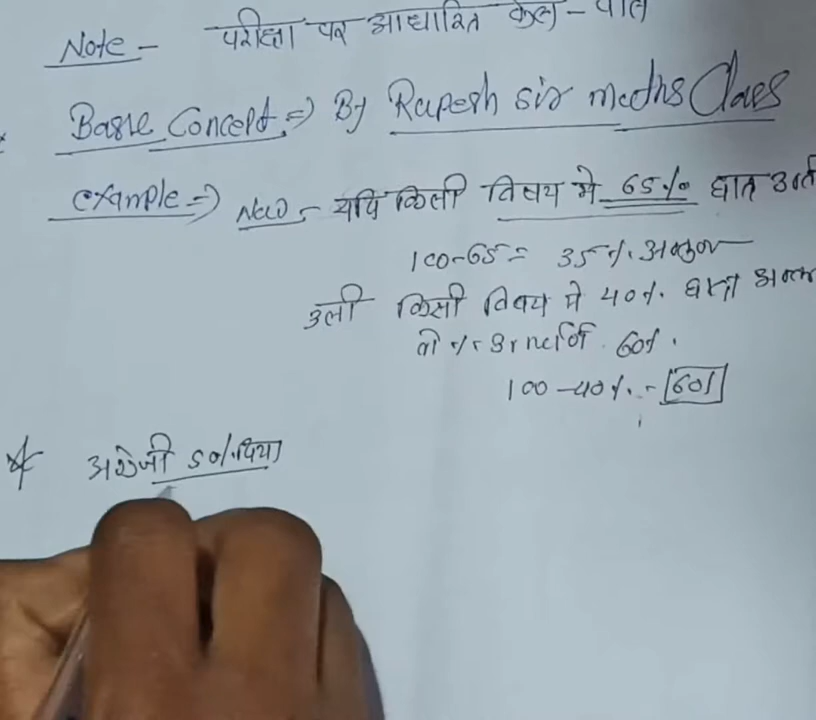 Note - परीक्षा पर आधारित
Basic Concept => By Rupesh sir maths Class
example => New - यदि किसी विषय मे 65% छात्र
100-65 = 35%
उसी किसी विषय मे 40% छात्र
तो % 60%.
100-40% = 60%
अंग्रेजी 50% दिया